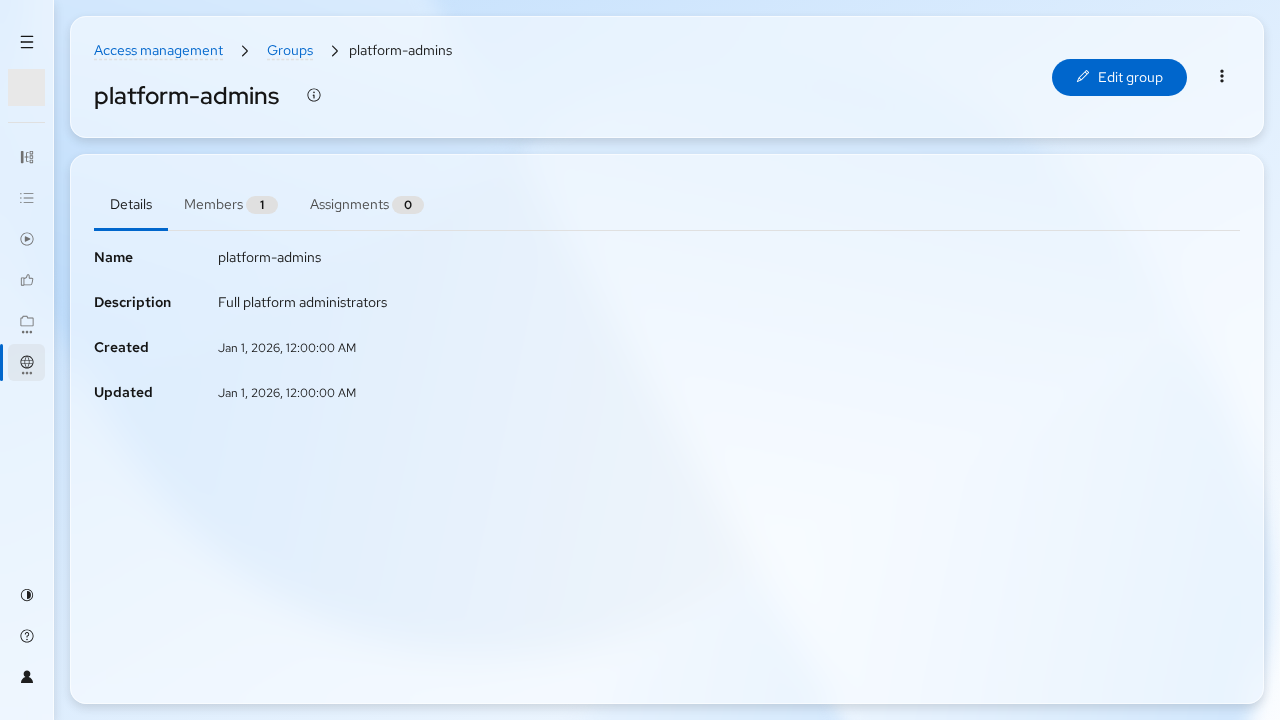 Access management
Groups
platform-admins
platform-admins
Edit group
Details
Members 1
Assignments 0
Name platform-admins
Description Full platform administrators
Created Jan 1, 2026, 12:00:00 AM
Updated Jan 1, 2026, 12:00:00 AM